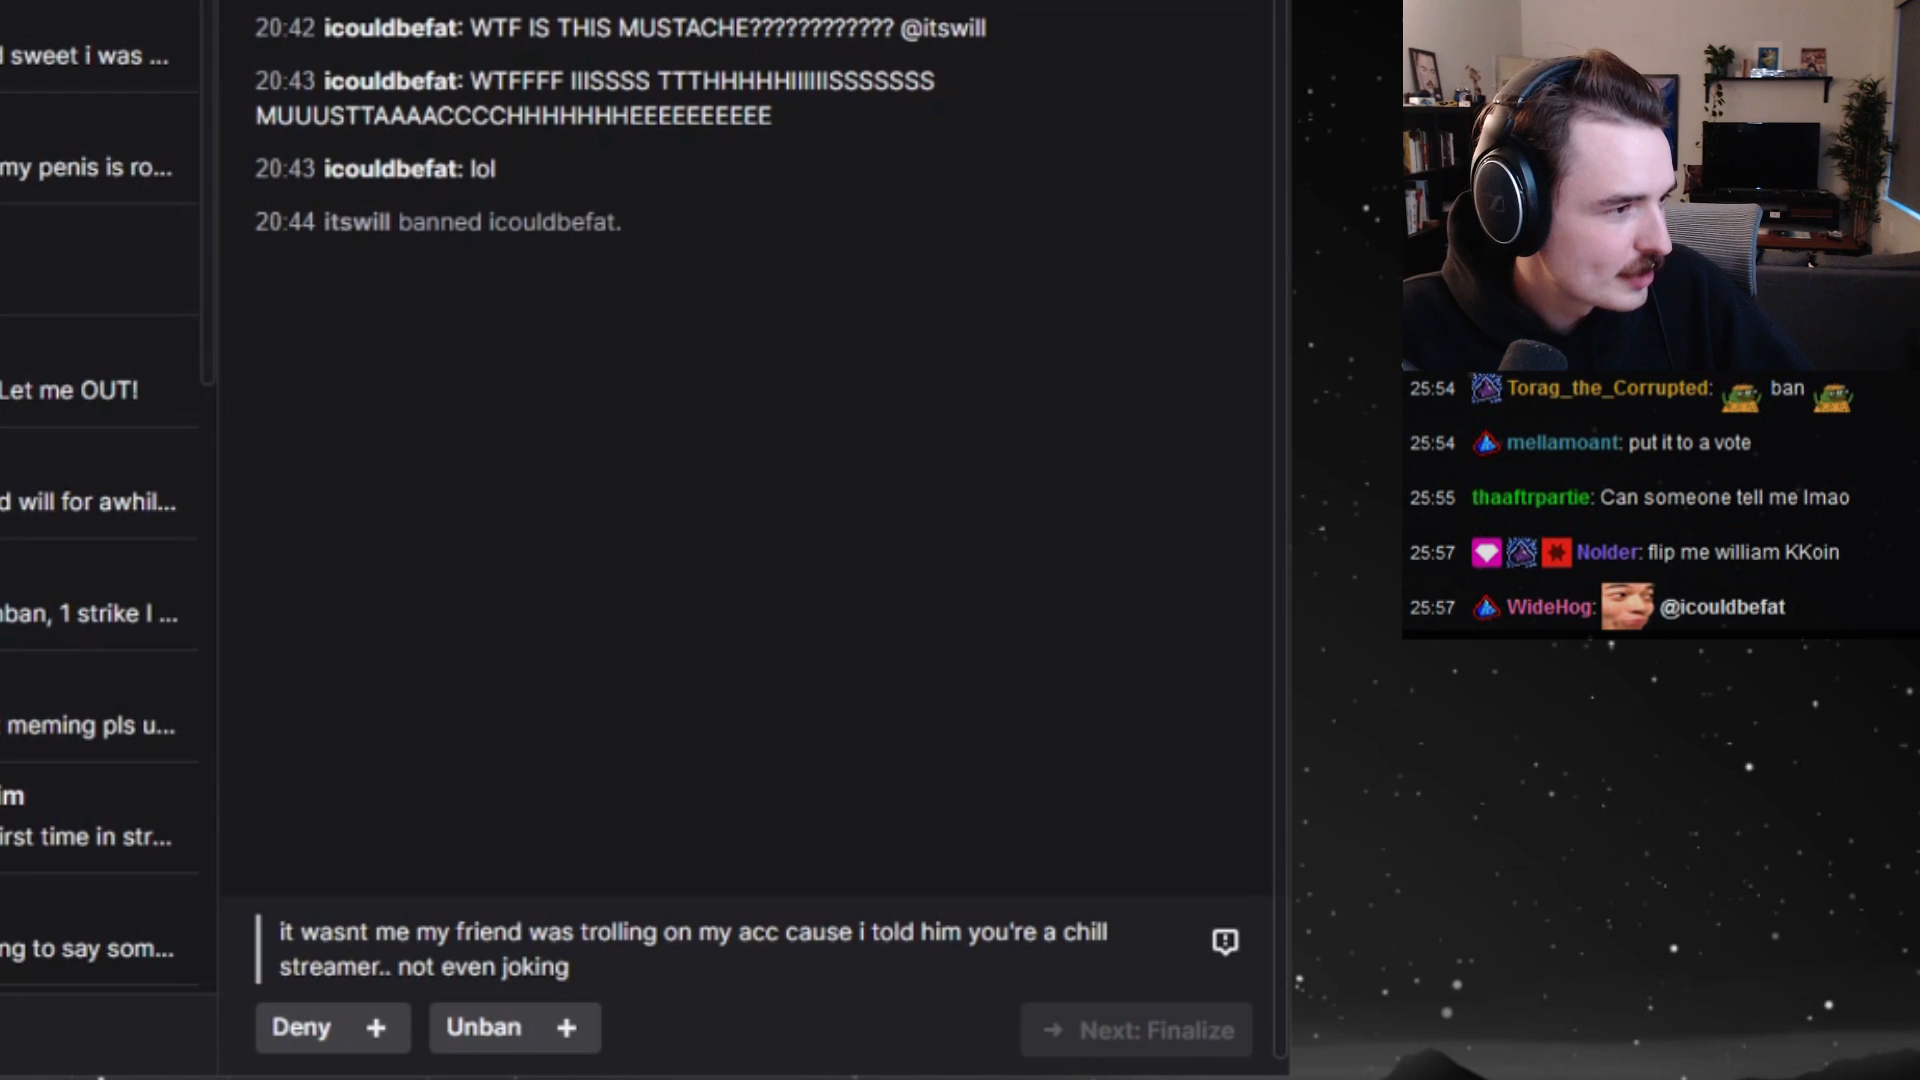 sweet i was ...
my penis is ro...
Let me OUT!
will for awhil...
1 strike I ...
meming pls u...
im
irst time in str...
ng to say som...
20:42 icouldbefat: WTF IS THIS MUSTACHE???????????? @itswill
20:43 icouldbefat: WTFFFF IIISSSS TTTHHHHHIIIIIISSSSSSS
MUUUSTTAAAACCCCHHHHHHHEEEEEEEEEE
20:43 icouldbefat: lol
20:44 itswill banned icouldbefat.
it wasnt me my friend was trolling on my acc cause i told him you're a chill
streamer.. not even joking
Deny +
Unban +
Next: Finalize
25:54 Torag_the_Corrupted: ban
25:54 mellamoant: put it to a vote
25:55 thaaftrpartie: Can someone tell me lmao
25:57 Nolder: flip me william KKoin
25:57 WideHog: @icouldbefat